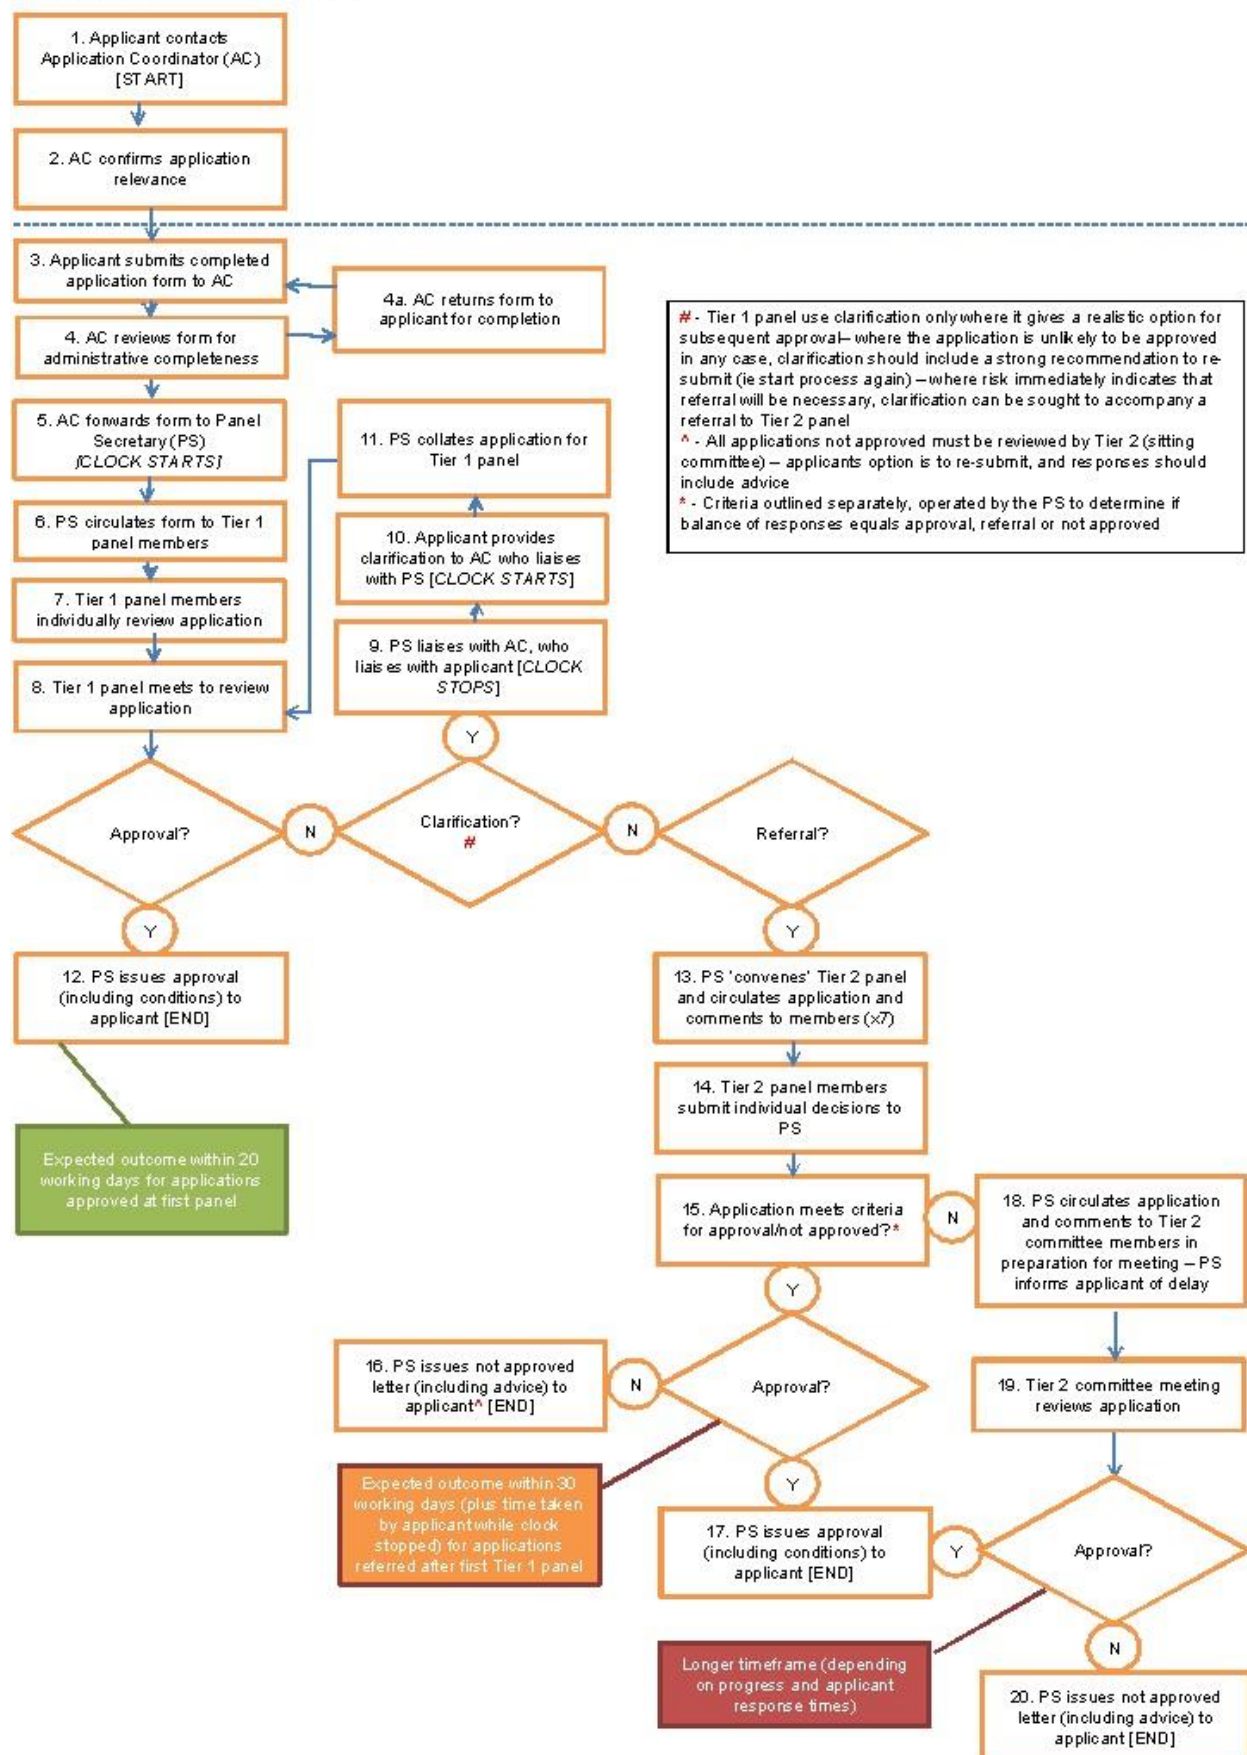 1. Applicant contacts
Application Coordinator (AC)
[START]
2. AC confirms application
relevance
3. Applicant submits completed
application form to AC
4a. AC returns form to
applicant for completion
4. AC reviews form for
administrative completeness
5. AC forwards form to Panel
Secretary (PS)
[CLOCK STARTS]
6. PS circulates form to Tier 1
panel members
7. Tier 1 panel members
individually review application
8. Tier 1 panel meets to review
application
11. PS collates application for
Tier 1 panel
10. Applicant provides
clarification to AC who liaises
with PS [CLOCK STARTS]
9. PS liaises with AC, who
liaises with applicant [CLOCK
STOPS]
# - Tier 1 panel use clarification only where it gives a realistic option for
subsequent approval– where the application is unlikely to be approved
in any case, clarification should include a strong recommendation to re-
submit (ie start process again) – where risk immediately indicates that
referral will be necessary, clarification can be sought to accompany a
referral to Tier 2 panel
^ - All applications not approved must be reviewed by Tier 2 (sitting
committee) – applicants option is to re-submit, and responses should
include advice
* - Criteria outlined separately, operated by the PS to determine if
balance of responses equals approval, referral or not approved
Y
Approval?
N
Clarification?
#
N
Referral?
Y
Y
12. PS issues approval
(including conditions) to
applicant [END]
Expected outcome within 20
working days for applications
approved at first panel
13. PS 'convenes' Tier 2 panel
and circulates application and
comments to members (x7)
14. Tier 2 panel members
submit individual decisions to
PS
15. Application meets criteria
for approval/not approved?*
N
18. PS circulates application
and comments to Tier 2
committee members in
preparation for meeting – PS
informs applicant of delay
Y
16. PS issues not approved
letter (including advice) to
applicant^ [END]
N
Approval?
19. Tier 2 committee meeting
reviews application
Expected outcome within 30
working days (plus time taken
by applicant while clock
stopped) for applications
referred after first Tier 1 panel
Y
17. PS issues approval
(including conditions) to
applicant [END]
Y
Approval?
N
Longer timeframe (depending
on progress and applicant
response times)
20. PS issues not approved
letter (including advice) to
applicant [END]